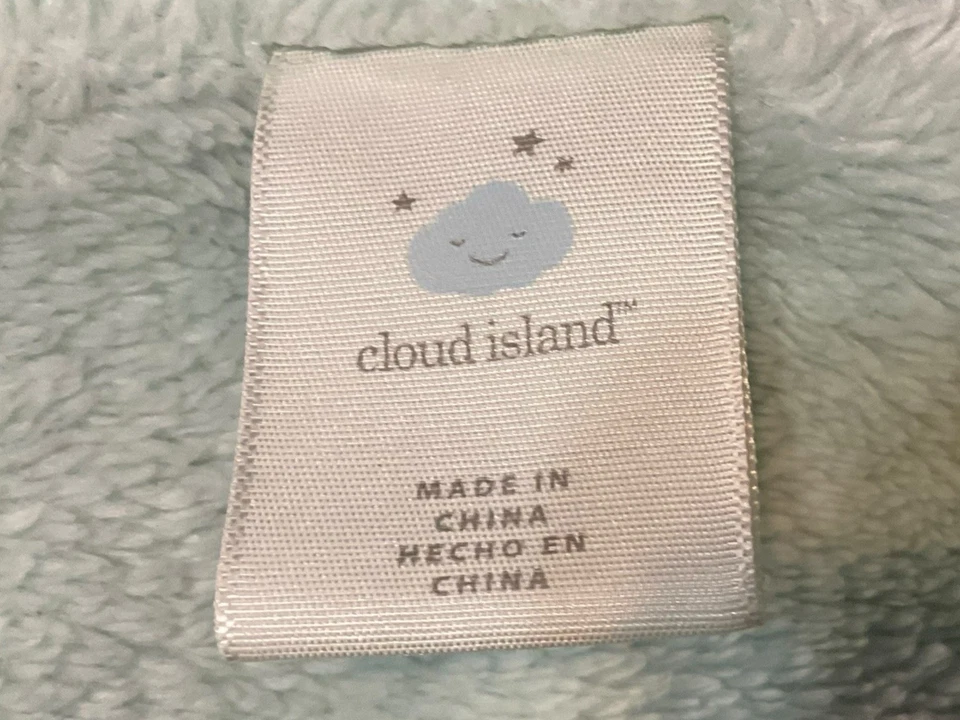 cloud island™
MADE IN
CHINA
HECHO EN
CHINA